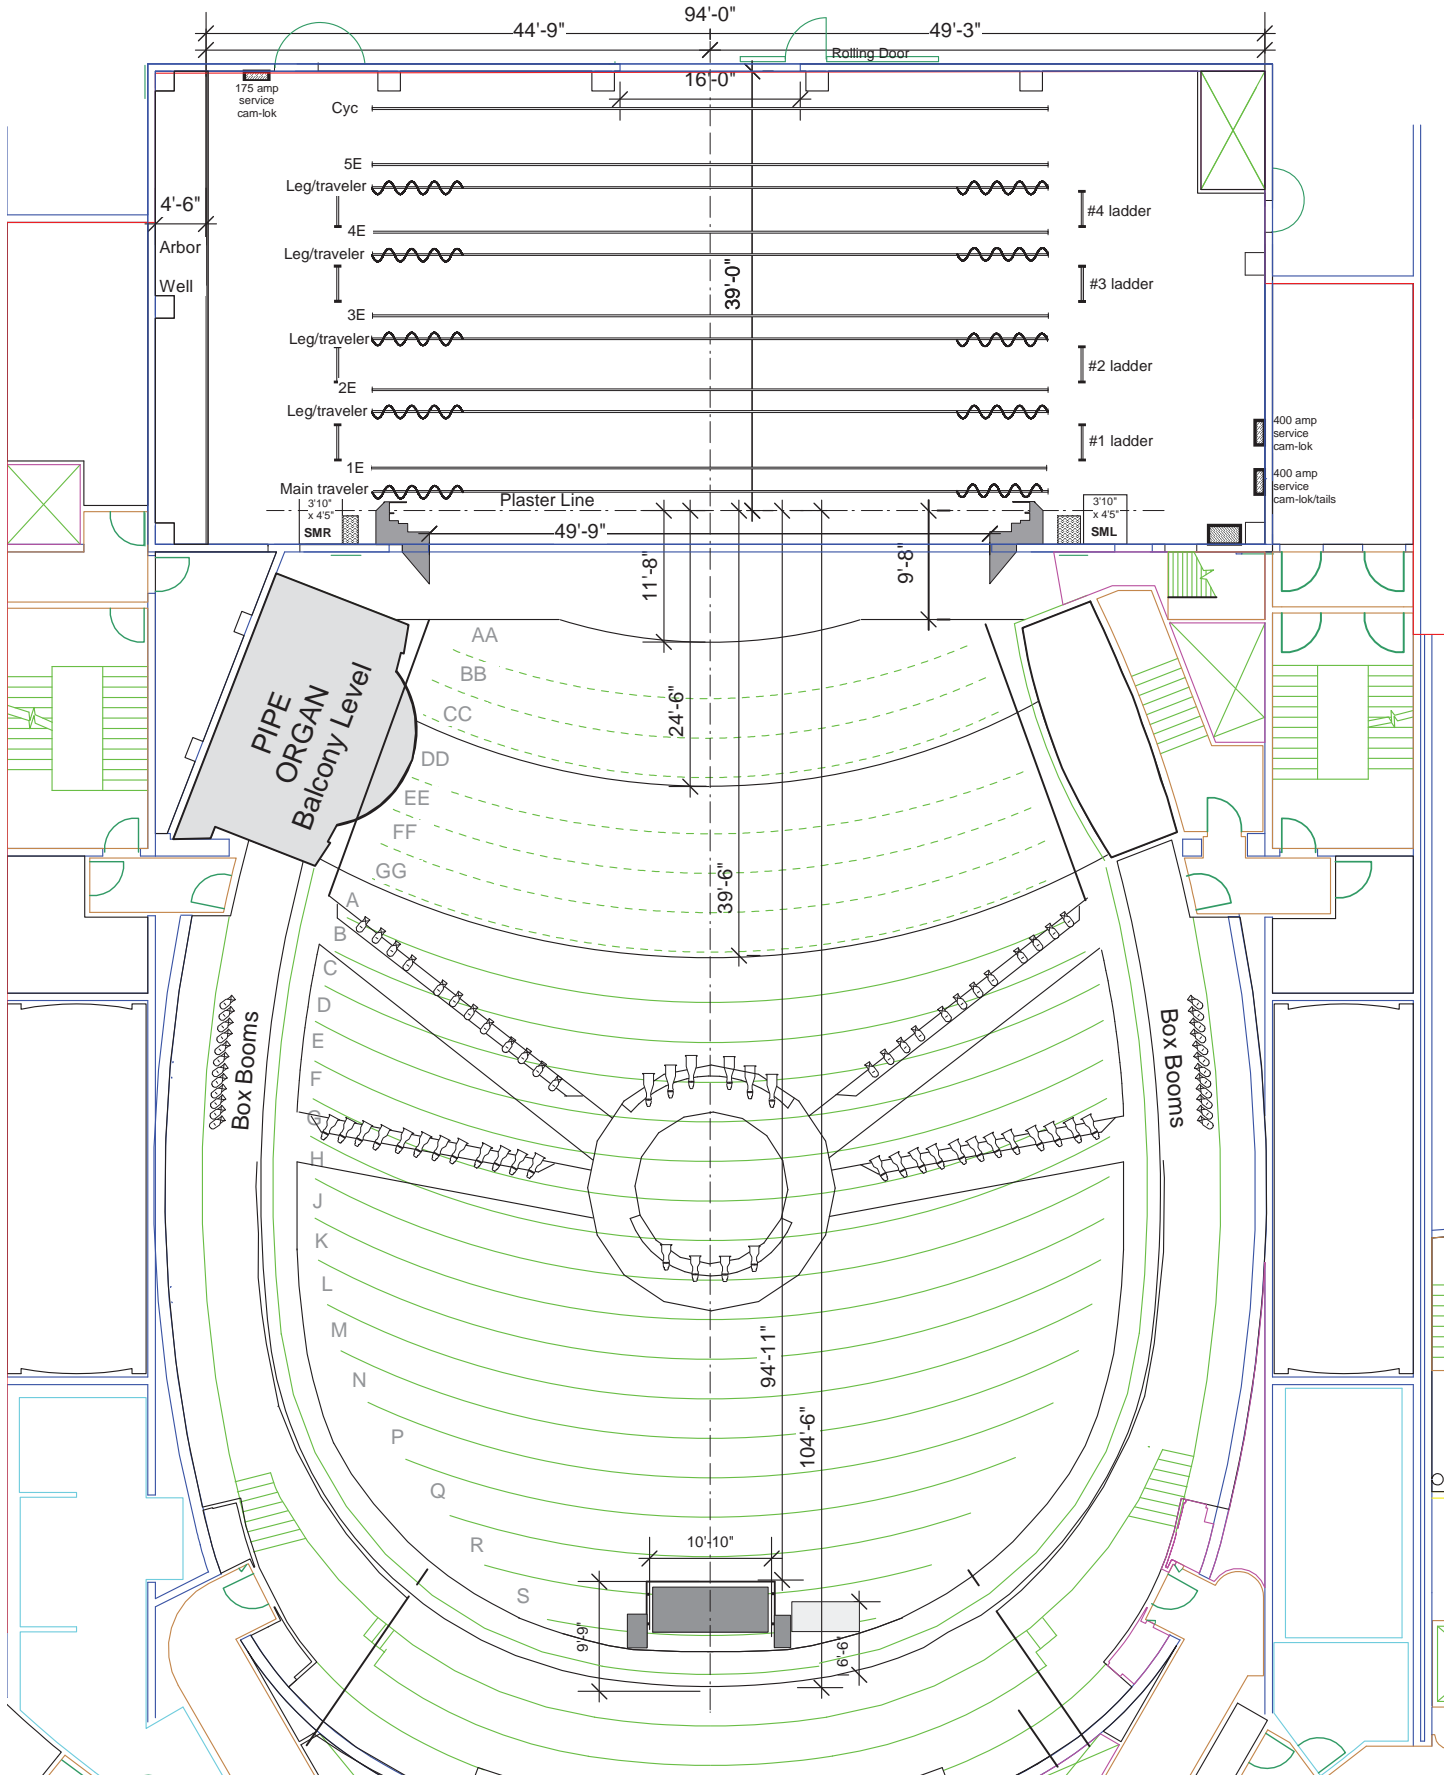 94'-0"
44'-9"
49'-3"
Rolling Door
16'-0"
175 amp
service
cam-lok
Cyc
5E
Leg/traveler
4'-6"
#4 ladder
4E
Arbor
Leg/traveler
Well
39'-0"
#3 ladder
3E
Leg/traveler
#2 ladder
2E
Leg/traveler
400 amp
service
cam-lok
#1 ladder
1E
400 amp
service
cam-lok/tails
Main traveler
Plaster Line
3'10"
x 4'5"
SMR
3'10"
x 4'5"
SML
49'-9"
11'-8"
9'-8"
AA
BB
CC
24'-6"
PIPE
ORGAN
Balcony Level
DD
EE
FF
GG
39'-6"
A
B
C
D
E
F
G
H
J
K
L
M
N
P
Q
R
S
Box Booms
Box Booms
94'-11"
104'-6"
10'-10"
9'-9"
6'-6"